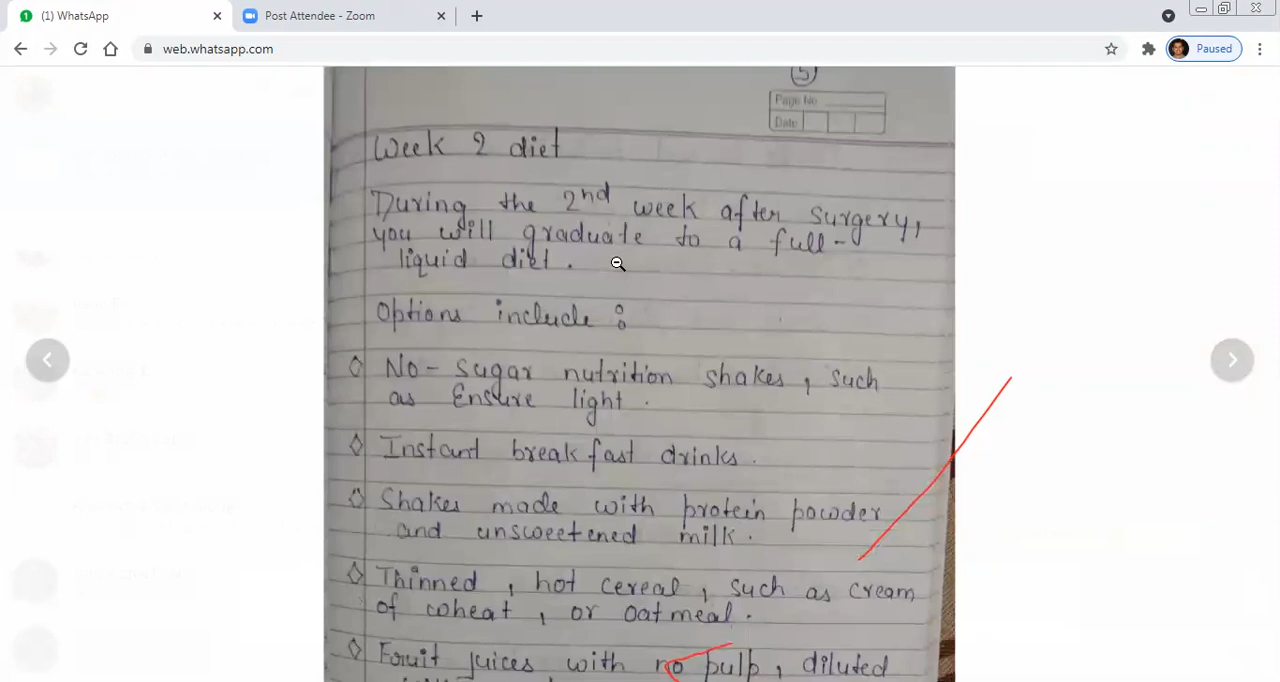 (1) WhatsApp
Post Attendee - Zoom
web.whatsapp.com
Paused
5
Page No
Date
Week 2 diet
During the 2nd week after surgery,
you will graduate to a full-
liquid diet.
Options include :
No- sugar nutrition shakes, such
as Ensure light.
Instant breakfast drinks.
Shakes made with protein powder
and unsweetened milk.
Thinned, hot cereal, such as cream
of wheat, or oatmeal.
Fruit juices with no pulp, diluted